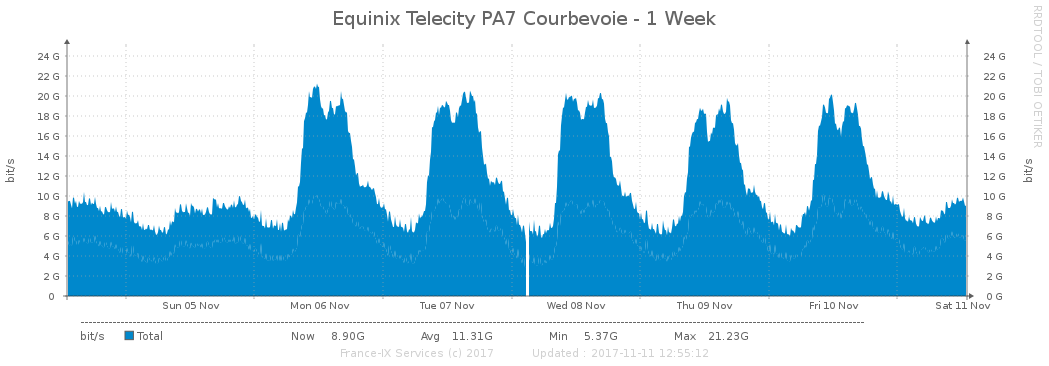 Equinix Telecity PA7 Courbevoie - 1 Week
RRDTOOL / TOBI OETIKER
bit/s
24 G 24 G
22 G 22 G
20 G 20 G
18 G 18 G
16 G 16 G
14 G 14 G
12 G 12 G
10 G 10 G
8 G 8 G
6 G 6 G
4 G 4 G
2 G 2 G
0 0 G
bit/s
Sun 05 Nov Mon 06 Nov Tue 07 Nov Wed 08 Nov Thu 09 Nov Fri 10 Nov Sat 11 Nov
bit/s Total Now 8.90G Avg 11.31G Min 5.37G Max 21.23G
France-IX Services (c) 2017 Updated : 2017-11-11 12:55:12